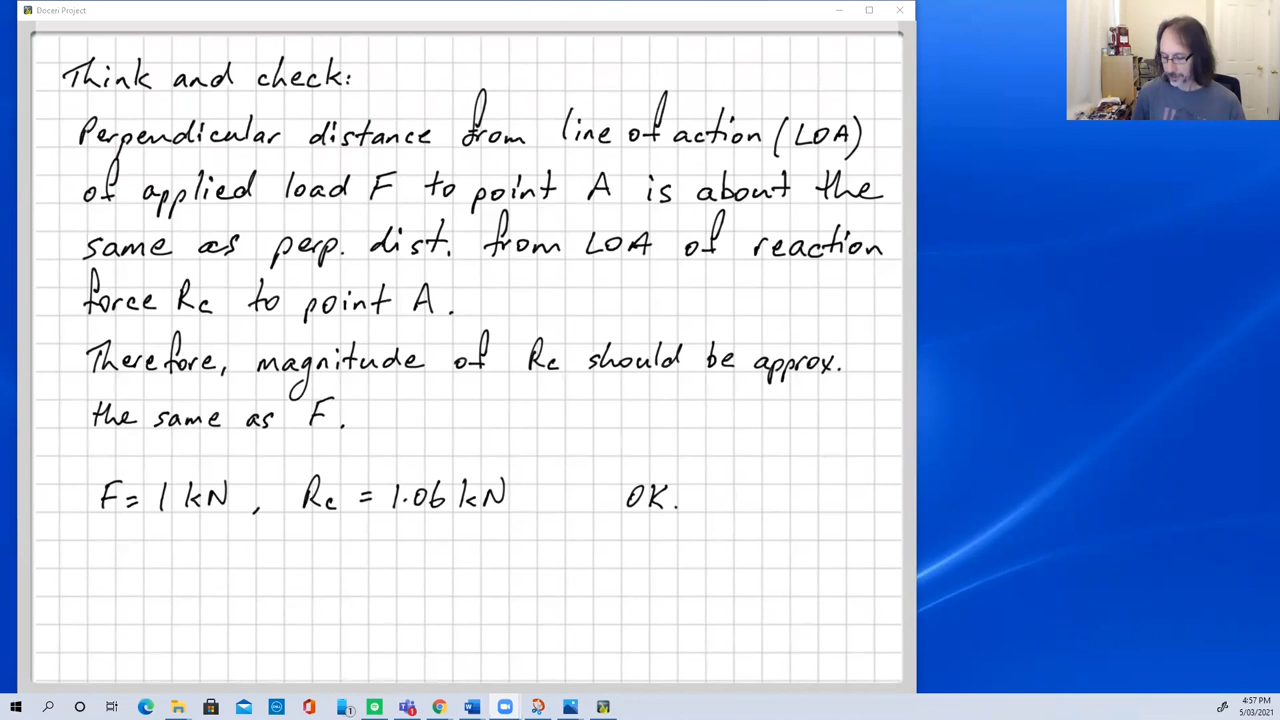 Doceri Project
Think and check:
Perpendicular distance from line of action (LOA)
of applied load F to point A is about the
same as perp. dist. from LOA of reaction
force Rc to point A.
Therefore, magnitude of Rc should be approx.
the same as F.
F = 1 kN, Rc = 1.06 kN OK.
4:57 PM
5/03/2021